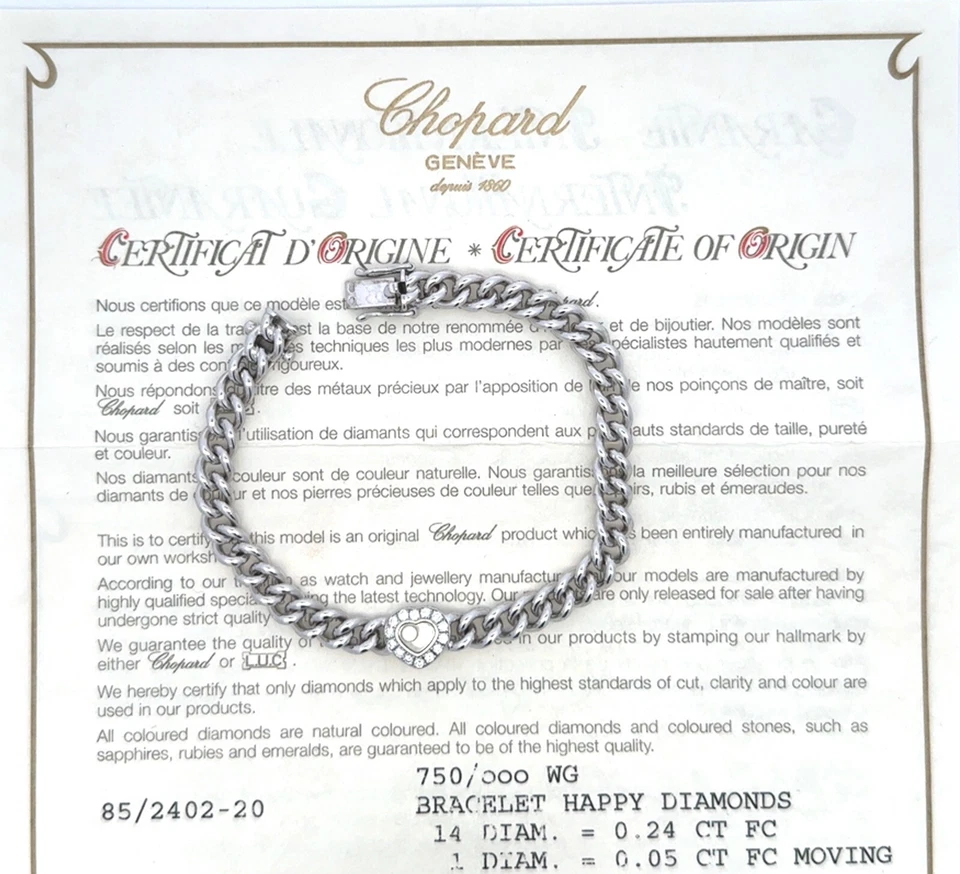 Chopard
GENÈVE
depuis 1860
CERTIFICAT D'ORIGINE * CERTIFICATE OF ORIGIN
Nous certifions que ce modèle est
Le respect de la est la base de notre renommée et de bijoutier. Nos modèles sont
réalisés selon les techniques les plus modernes par spécialistes hautement qualifiés et
soumis à des rigoureux.
Nous répondons titre des métaux précieux par l'apposition de nos poinçons de maître, soit
Chopard soit
Nous garantis l'utilisation de diamants qui correspondent aux hauts standards de taille, pureté
et couleur.
Nos diamants couleur sont de couleur naturelle. Nous garantis la meilleure sélection pour nos
diamants de et nos pierres précieuses de couleur telles que rubis et émeraudes.
This is to certify this model is an original Chopard product been entirely manufactured in
our own
According to our as watch and jewellery our models are manufactured by
highly qualified using the latest technology. Our are only released for sale after having
undergone strict quality
We guarantee the quality of in our products by stamping our hallmark by
either Chopard or L.U.C .
We hereby certify that only diamonds which apply to the highest standards of cut, clarity and colour are
used in our products.
All coloured diamonds are natural coloured. All coloured diamonds and coloured stones, such as
sapphires, rubies and emeralds, are guaranteed to be of the highest quality.
750/000 WG
85/2402-20 BRACELET HAPPY DIAMONDS
14 DIAM. = 0.24 CT FC
1 DIAM. = 0.05 CT FC MOVING